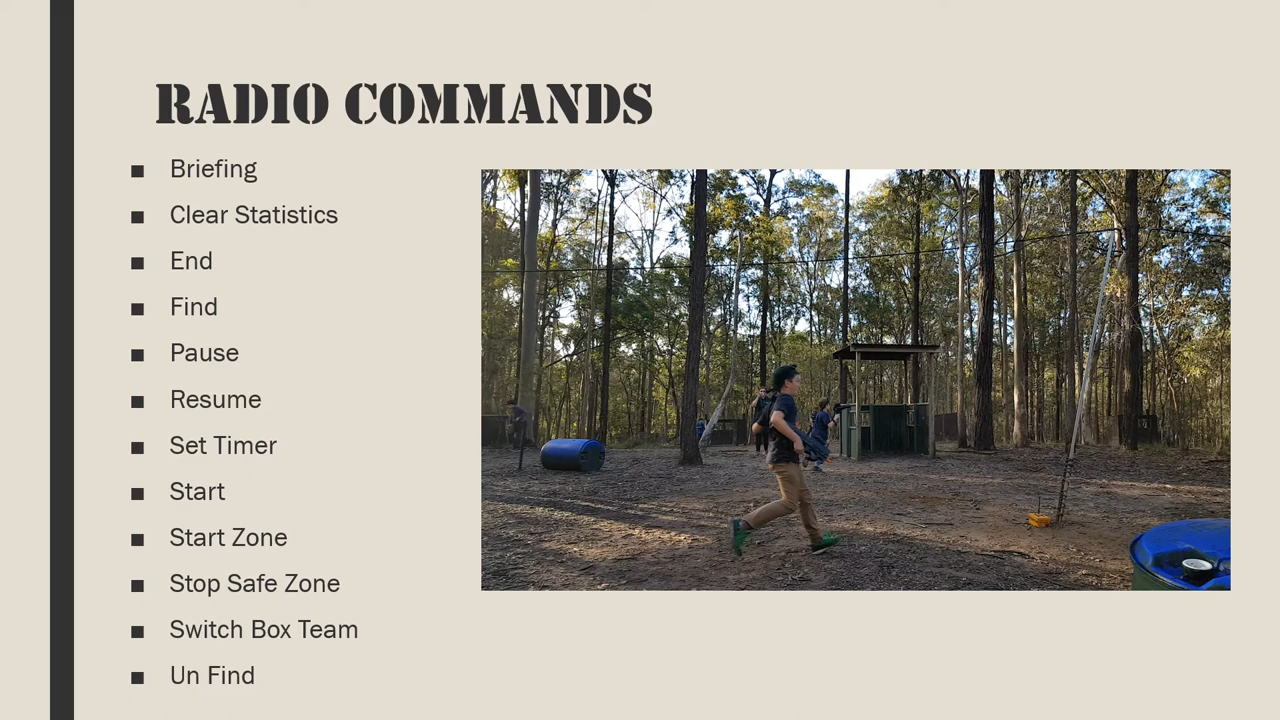 RADIO COMMANDS
■ Briefing
■ Clear Statistics
■ End
■ Find
■ Pause
■ Resume
■ Set Timer
■ Start
■ Start Zone
■ Stop Safe Zone
■ Switch Box Team
■ Un Find